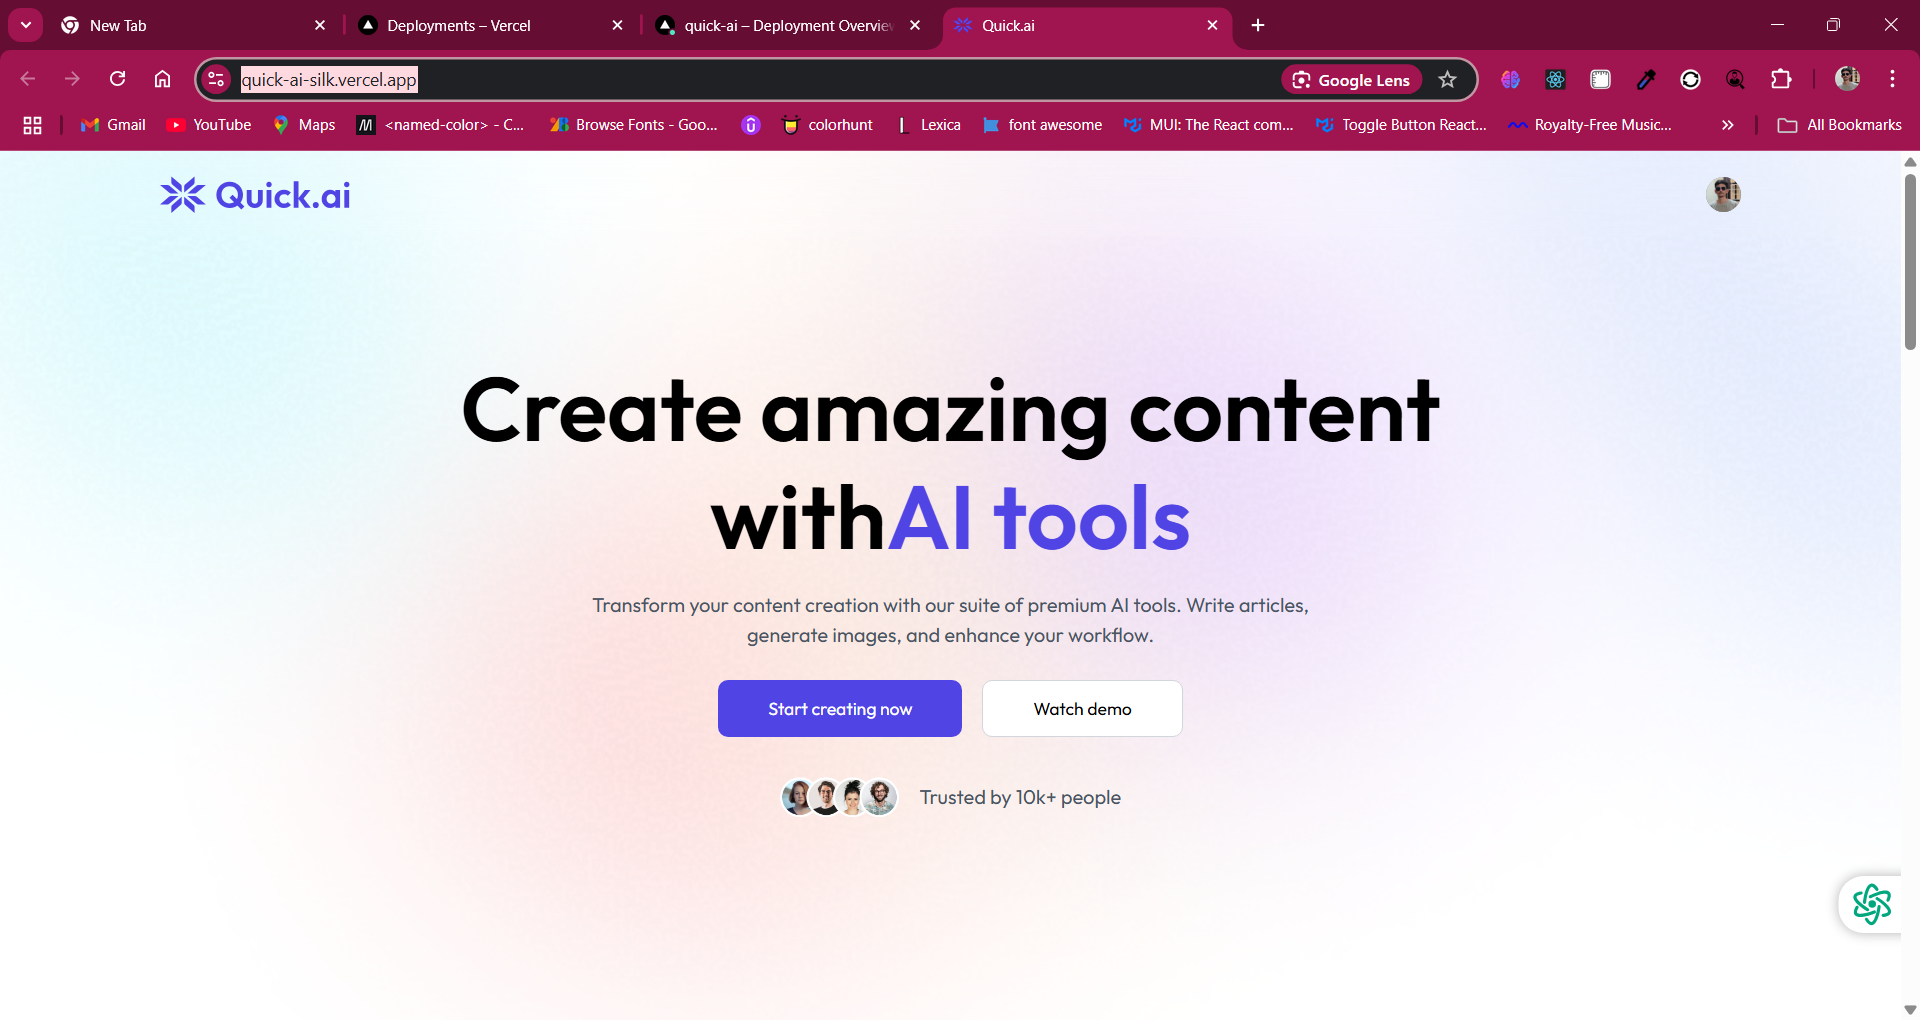 New Tab
Deployments – Vercel
quick-ai – Deployment Overvie
Quick.ai
quick-ai-silk.vercel.app
Google Lens
Gmail
YouTube
Maps
<named-color> - C...
Browse Fonts - Goo...
colorhunt
Lexica
font awesome
MUI: The React com...
Toggle Button React...
Royalty-Free Music...
All Bookmarks
Quick.ai
Create amazing content
withAI tools
Transform your content creation with our suite of premium AI tools. Write articles,
generate images, and enhance your workflow.
Start creating now
Watch demo
Trusted by 10k+ people